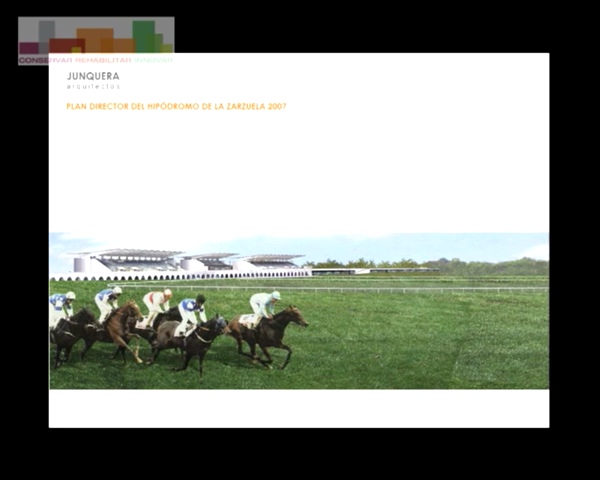 CONSERVAR REHABILITAR INNOVAR
JUNQUERA
arquitectos
PLAN DIRECTOR DEL HIPÓDROMO DE LA ZARZUELA 2007